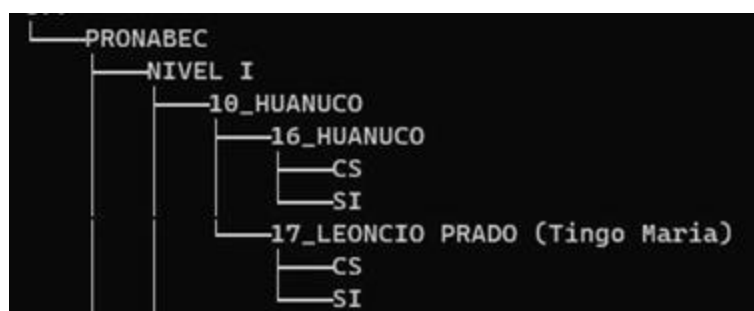 PRONABEC
NIVEL I
10_HUANUCO
16_HUANUCO
CS
SI
17_LEONCIO PRADO (Tingo Maria)
CS
SI